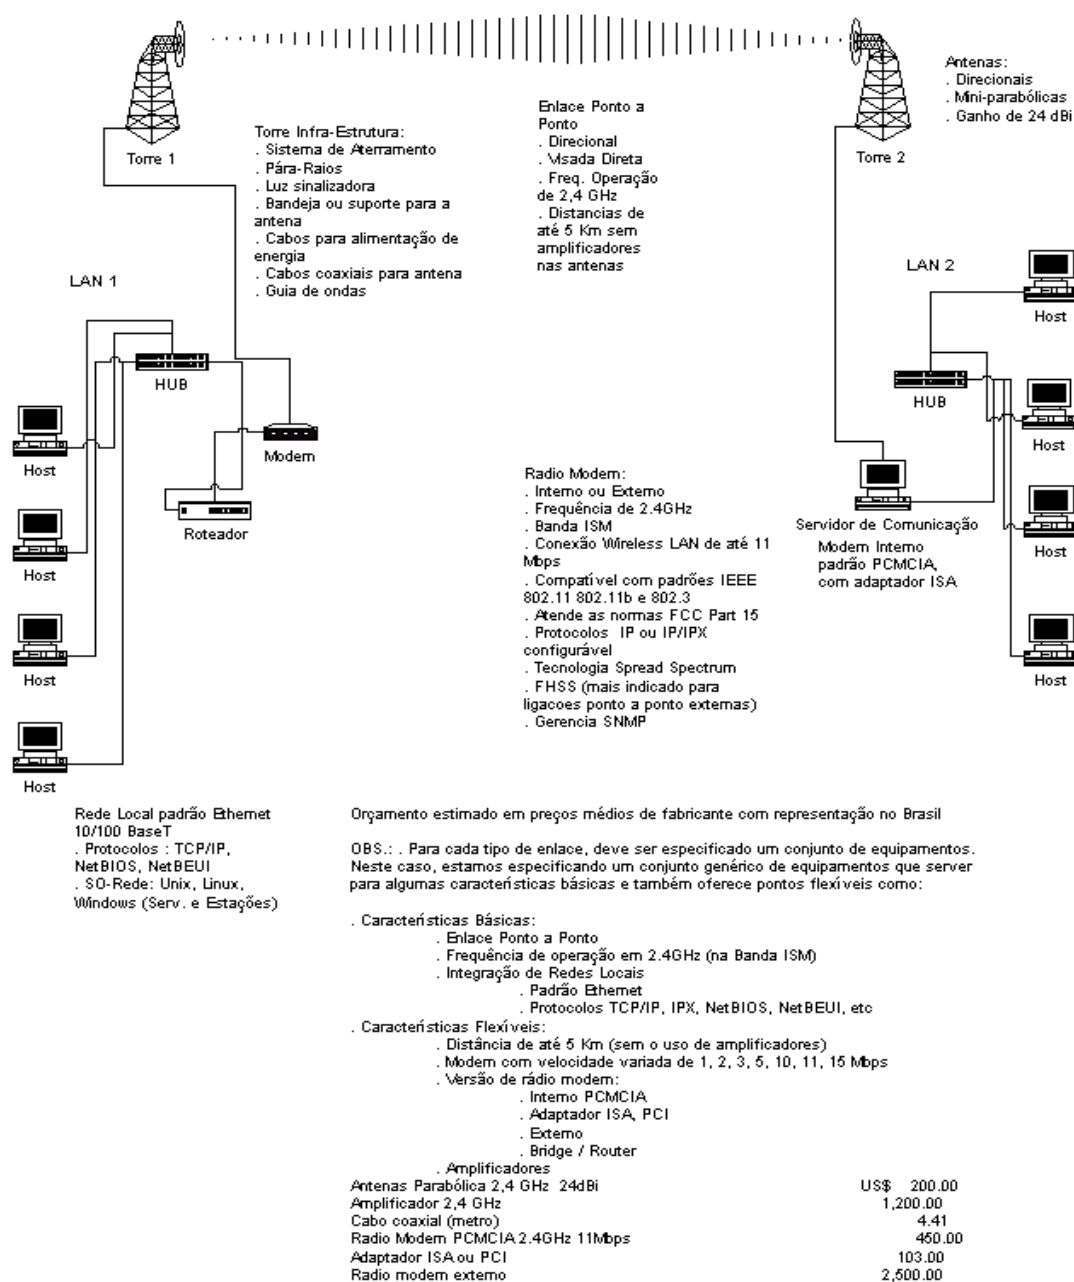 Antenas:
. Direcionais
. Mini-parabólicas
. Ganho de 24 dBi
Torre 1
Torre Infra-Estrutura:
. Sistema de Aterramento
. Pára-Raios
. Luz sinalizadora
. Bandeja ou suporte para a
antena
. Cabos para alimentação de
energia
. Cabos coaxiais para antena
. Guia de ondas
Enlace Ponto a
Ponto
. Direcional
. Visada Direta
. Freq. Operação
de 2,4 GHz
. Distancias de
até 5 Km sem
amplificadores
nas antenas
Torre 2
LAN 1
HUB
Host
Host
Host
Host
Modem
Roteador
LAN 2
Host
HUB
Host
Host
Host
Servidor de Comunicação
Modem Interno
padrão PCMCIA,
com adaptador ISA
Radio Modem:
. Interno ou Externo
. Frequência de 2.4GHz
. Banda ISM
. Conexão Wireless LAN de até 11
Mbps
. Compatível com padrões IEEE
802.11 802.11b e 802.3
. Atende as normas FCC Part 15
. Protocolos IP ou IP/IPX
configurável
. Tecnologia Spread Spectrum
. FHSS (mais indicado para
ligacoes ponto a ponto externas)
. Gerencia SNMP
Rede Local padrão Ethernet
10/100 BaseT
. Protocolos : TCP/IP,
NetBIOS, NetBEUI
. SO-Rede: Unix, Linux,
Windows (Serv. e Estações)
Orçamento estimado em preços médios de fabricante com representação no Brasil
OBS.: . Para cada tipo de enlace, deve ser especificado um conjunto de equipamentos.
Neste caso, estamos especificando um conjunto genérico de equipamentos que server
para algumas características básicas e também oferece pontos flexíveis como:
. Características Básicas:
. Enlace Ponto a Ponto
. Frequência de operação em 2.4GHz (na Banda ISM)
. Integração de Redes Locais
. Padrão Ethernet
. Protocolos TCP/IP, IPX, NetBIOS, NetBEUI, etc
. Características Flexíveis:
. Distância de até 5 Km (sem o uso de amplificadores)
. Modem com velocidade variada de 1, 2, 3, 5, 10, 11, 15 Mbps
. Versão de rádio modem:
. Interno PCMCIA
. Adaptador ISA, PCI
. Externo
. Bridge / Router
. Amplificadores
Antenas Parabólica 2,4 GHz 24dBi US$ 200.00
Amplificador 2,4 GHz 1,200.00
Cabo coaxial (metro) 4.41
Radio Modem PCMCIA 2.4GHz 11Mbps 450.00
Adaptador ISA ou PCI 103.00
Radio modem externo 2,500.00